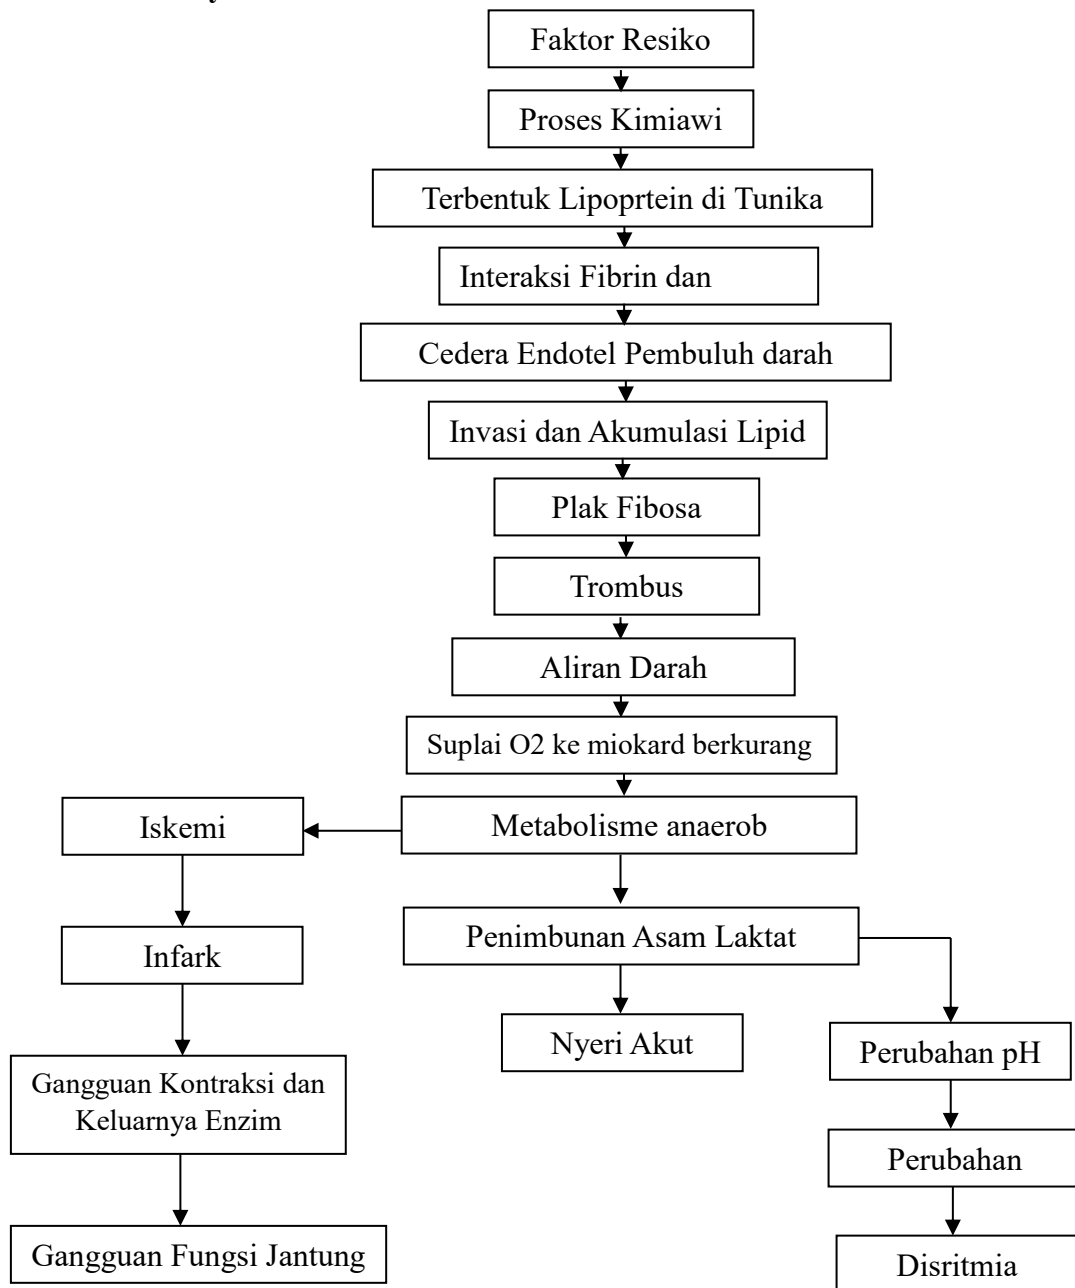 Faktor Resiko
Proses Kimiawi
Terbentuk Lipoprtein di Tunika
Interaksi Fibrin dan
Cedera Endotel Pembuluh darah
Invasi dan Akumulasi Lipid
Plak Fibosa
Trombus
Aliran Darah
Suplai O2 ke miokard berkurang
Iskemi
Metabolisme anaerob
Infark
Penimbunan Asam Laktat
Nyeri Akut
Perubahan pH
Gangguan Kontraksi dan
Keluarnya Enzim
Perubahan
Gangguan Fungsi Jantung
Disritmia